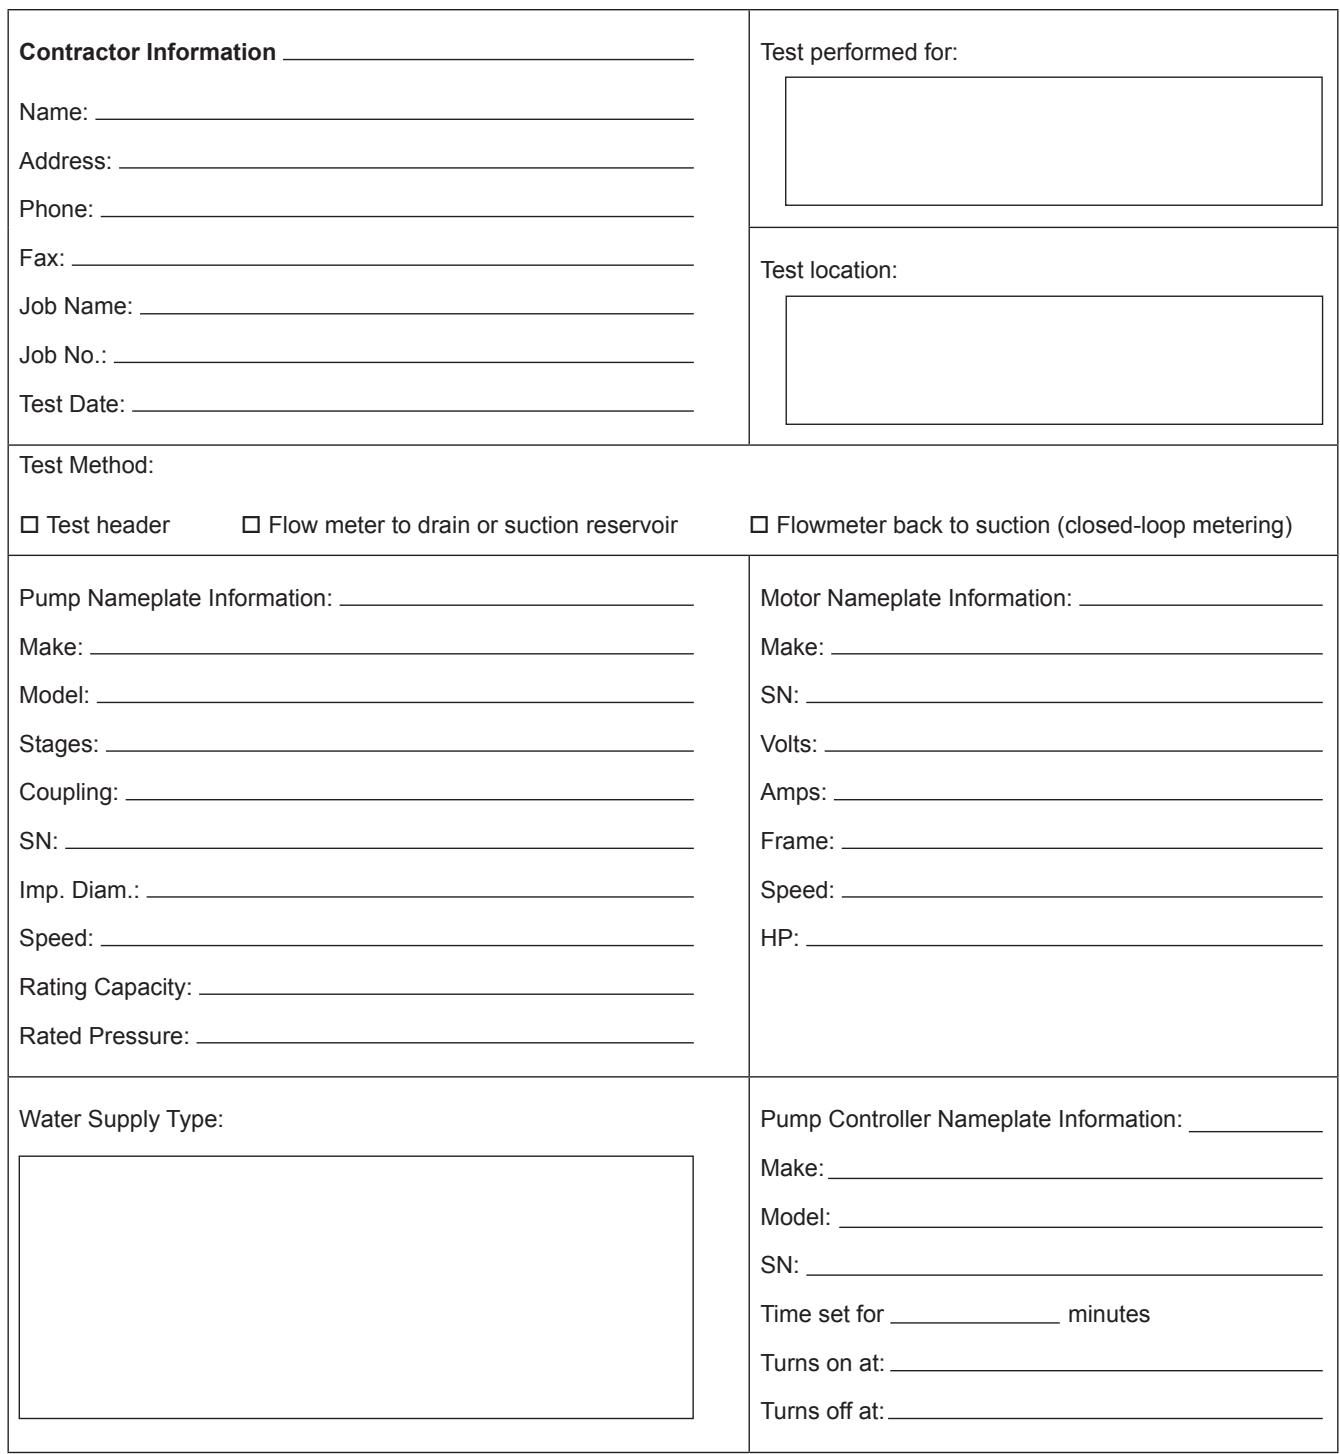 Contractor Information
Name:
Address:
Phone:
Fax:
Job Name:
Job No.:
Test Date:
Test performed for:
Test location:
Test Method:
☐ Test header ☐ Flow meter to drain or suction reservoir ☐ Flowmeter back to suction (closed-loop metering)
Pump Nameplate Information:
Make:
Model:
Stages:
Coupling:
SN:
Imp. Diam.:
Speed:
Rating Capacity:
Rated Pressure:
Motor Nameplate Information:
Make:
SN:
Volts:
Amps:
Frame:
Speed:
HP:
Water Supply Type:
Pump Controller Nameplate Information:
Make:
Model:
SN:
Time set for ____ minutes
Turns on at:
Turns off at: